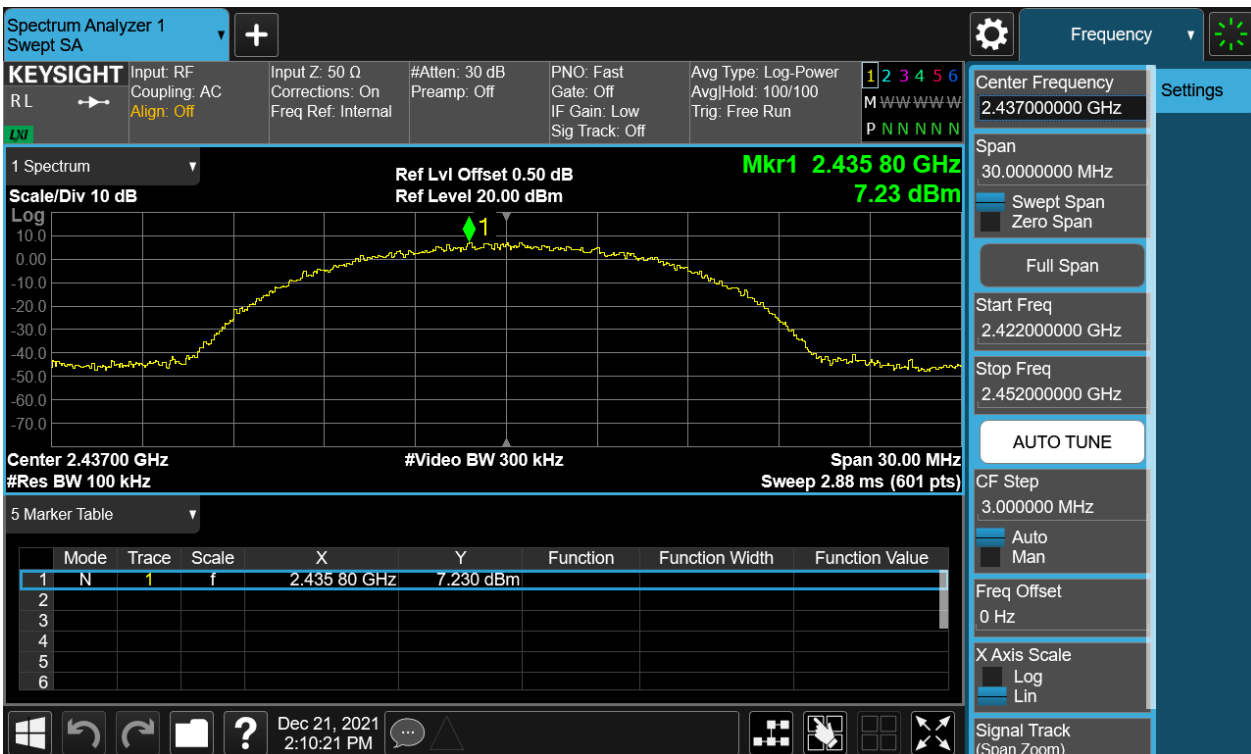 Spectrum Analyzer 1
Swept SA
Frequency
KEYSIGHT
RL
LXI
Input: RF
Coupling: AC
Align: Off
Input Z: 50 Ω
Corrections: On
Freq Ref: Internal
#Atten: 30 dB
Preamp: Off
PNO: Fast
Gate: Off
IF Gain: Low
Sig Track: Off
Avg Type: Log-Power
Avg|Hold: 100/100
Trig: Free Run
1 2 3 4 5 6
M W W W W W
P N N N N N
1 Spectrum
Scale/Div 10 dB
Ref Lvl Offset 0.50 dB
Ref Level 20.00 dBm
Mkr1 2.435 80 GHz
7.23 dBm
Log
1
10.0
0.00
-10.0
-20.0
-30.0
-40.0
-50.0
-60.0
-70.0
Center 2.43700 GHz
#Video BW 300 kHz
Span 30.00 MHz
#Res BW 100 kHz
Sweep 2.88 ms (601 pts)
5 Marker Table
Mode Trace Scale X Y Function Function Width Function Value
1 N 1 f 2.435 80 GHz 7.230 dBm
2
3
4
5
6
Dec 21, 2021
2:10:21 PM
Center Frequency
2.437000000 GHz
Span
30.0000000 MHz
Swept Span
Zero Span
Full Span
Start Freq
2.422000000 GHz
Stop Freq
2.452000000 GHz
AUTO TUNE
CF Step
3.000000 MHz
Auto
Man
Freq Offset
0 Hz
X Axis Scale
Log
Lin
Signal Track
(Span Zoom)
Settings